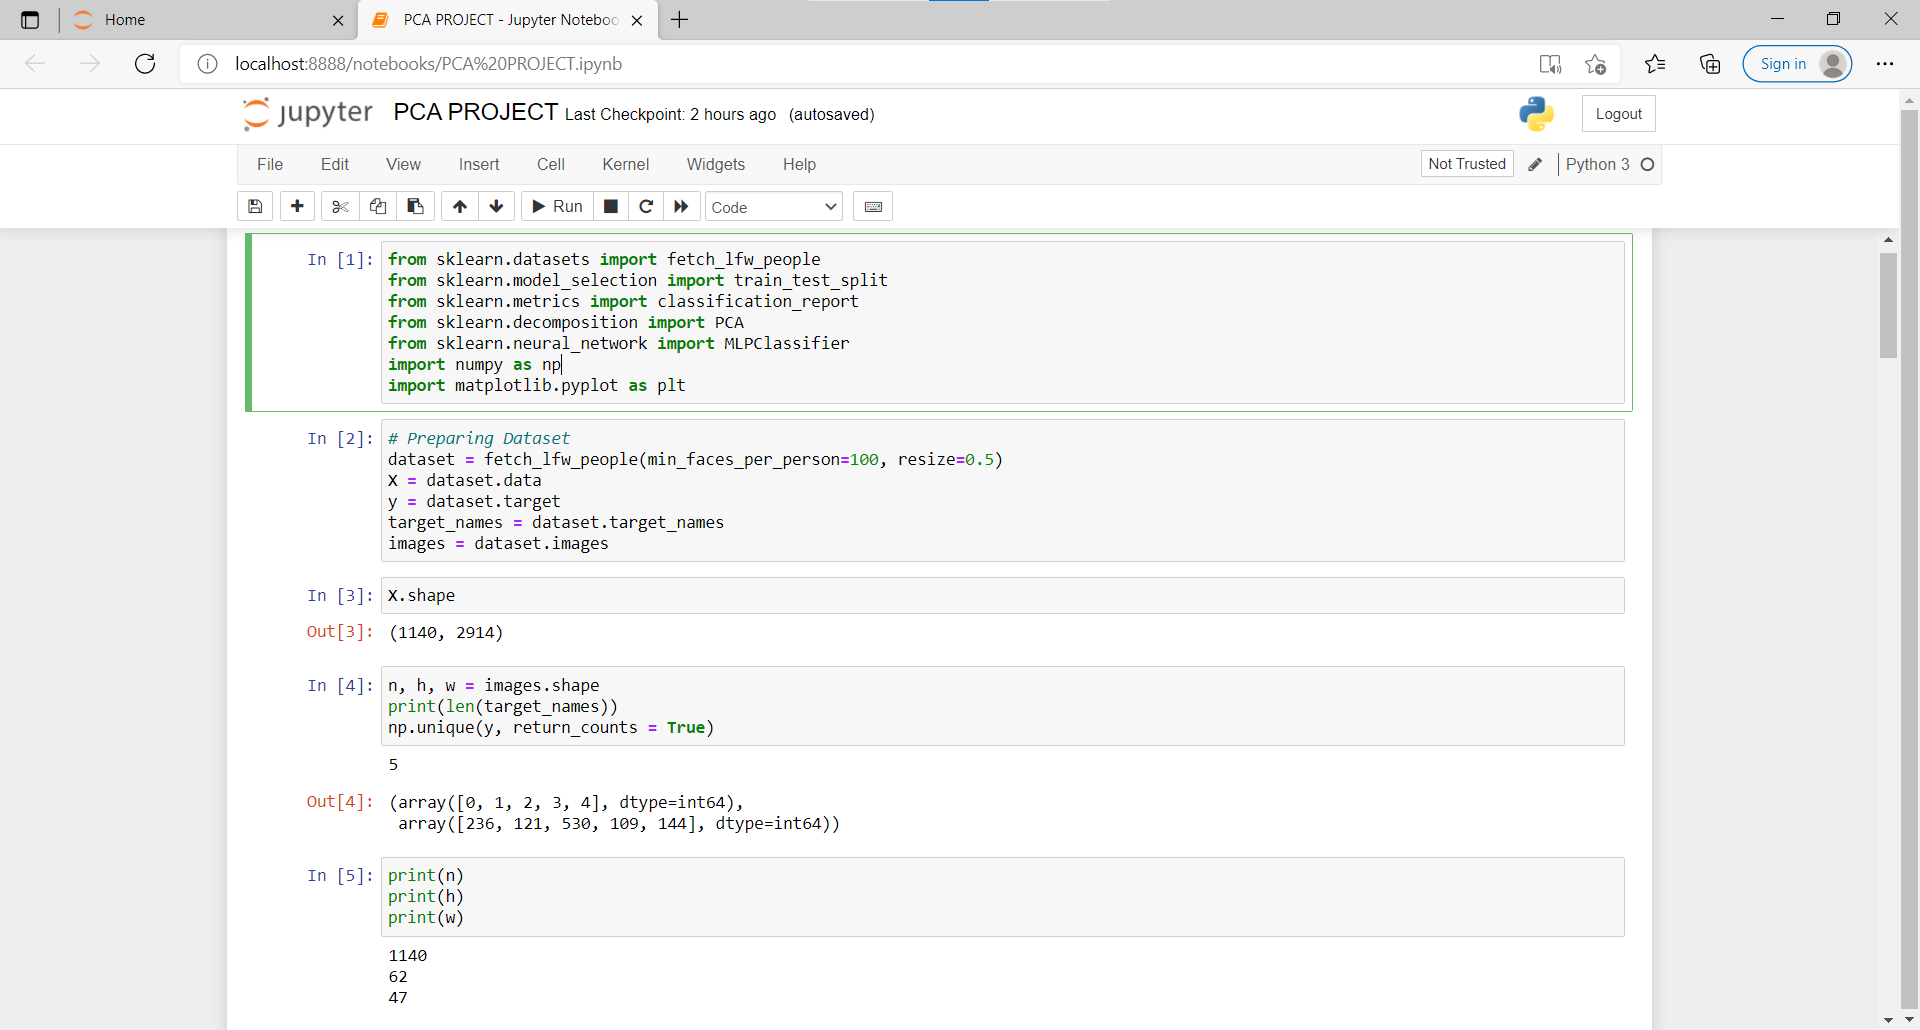 Home
PCA PROJECT - Jupyter Noteboo
localhost:8888/notebooks/PCA%20PROJECT.ipynb
Sign in
jupyter PCA PROJECT Last Checkpoint: 2 hours ago (autosaved)
Logout
File Edit View Insert Cell Kernel Widgets Help
Not Trusted
Python 3
Run
Code
In [1]: from sklearn.datasets import fetch_lfw_people
from sklearn.model_selection import train_test_split
from sklearn.metrics import classification_report
from sklearn.decomposition import PCA
from sklearn.neural_network import MLPClassifier
import numpy as np
import matplotlib.pyplot as plt
In [2]: # Preparing Dataset
dataset = fetch_lfw_people(min_faces_per_person=100, resize=0.5)
X = dataset.data
y = dataset.target
target_names = dataset.target_names
images = dataset.images
In [3]: X.shape
Out[3]: (1140, 2914)
In [4]: n, h, w = images.shape
print(len(target_names))
np.unique(y, return_counts = True)
5
Out[4]: (array([0, 1, 2, 3, 4], dtype=int64),
array([236, 121, 530, 109, 144], dtype=int64))
In [5]: print(n)
print(h)
print(w)
1140
62
47